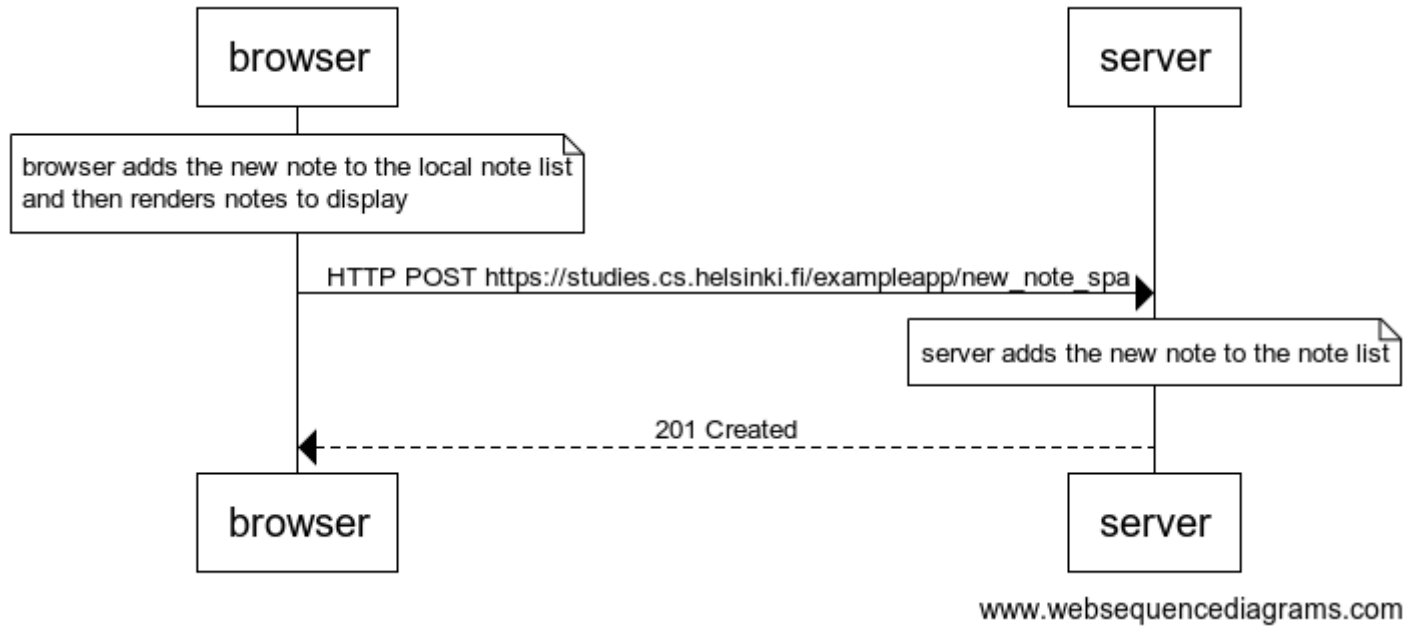 browser
server
browser adds the new note to the local note list
and then renders notes to display
HTTP POST https://studies.cs.helsinki.fi/exampleapp/new_note_spa
server adds the new note to the note list
201 Created
browser
server
www.websequencediagrams.com